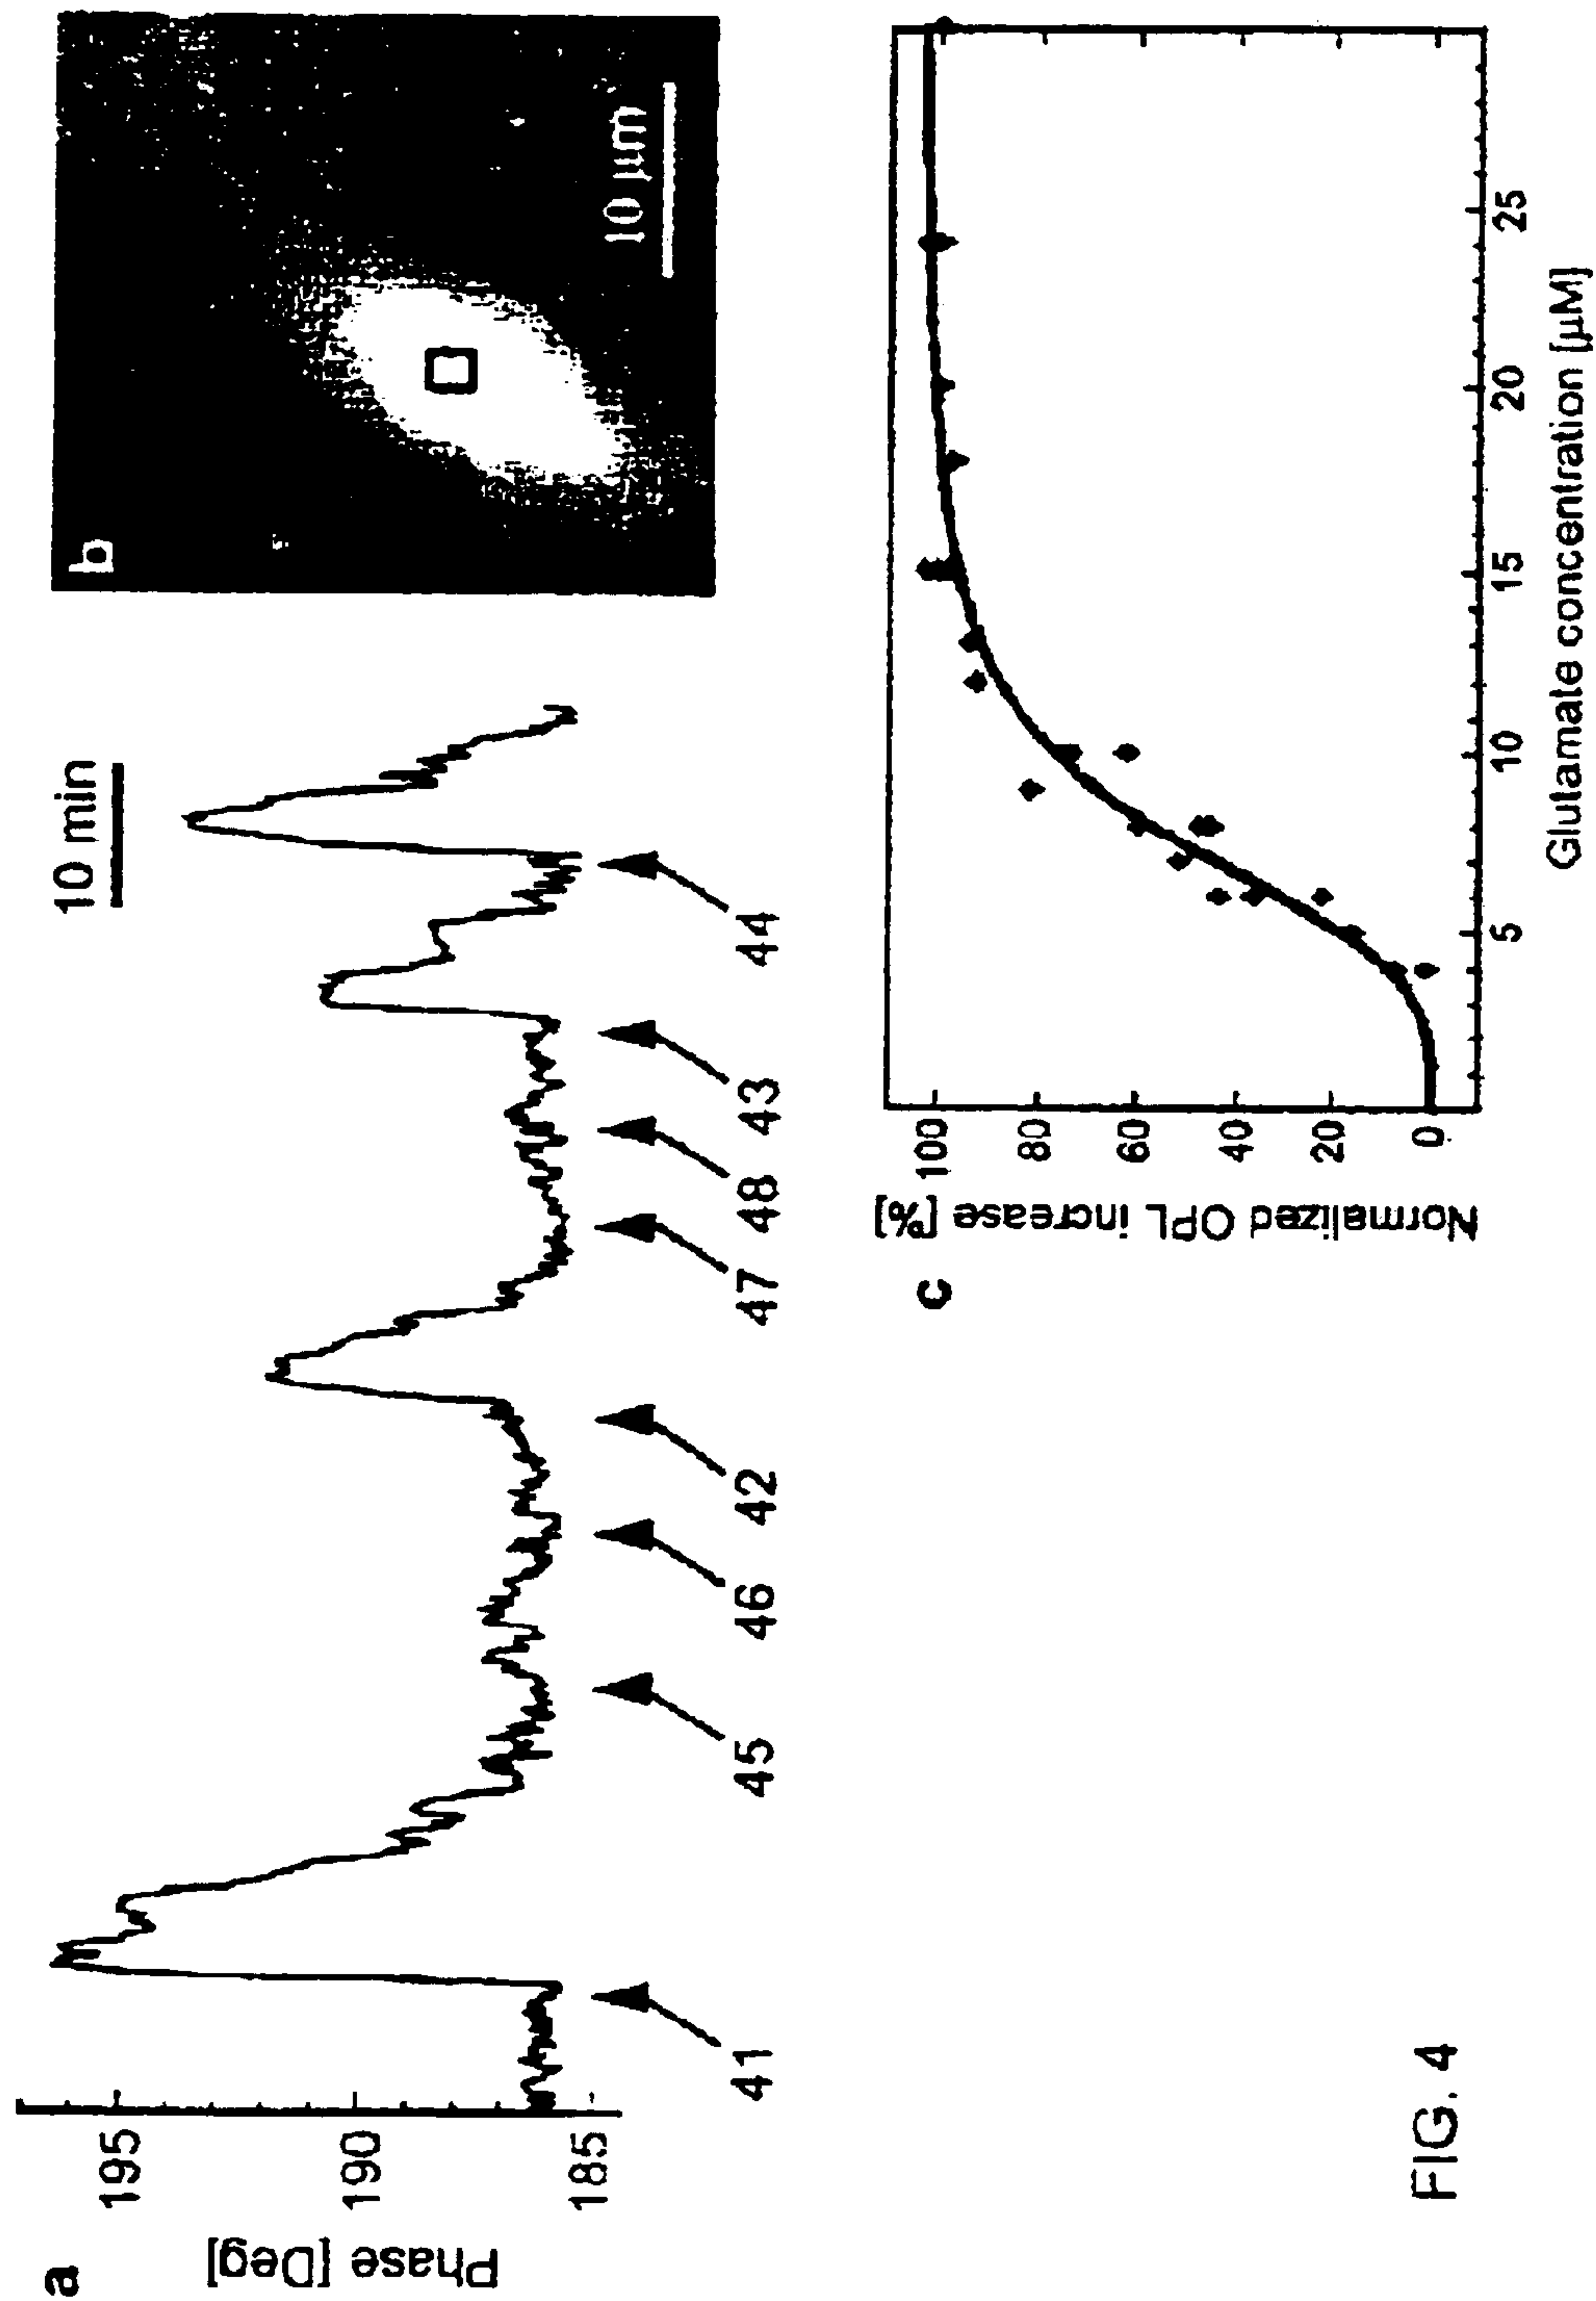 a
Phase [Deg]
195
190
185
10 min
41
45
46
42
47
48
43
44
b
10 µm
c
Normalized OPL increase [%]
100
80
60
40
20
0
5
10
15
20
25
Glutamate concentration [µM]
FIG. 4